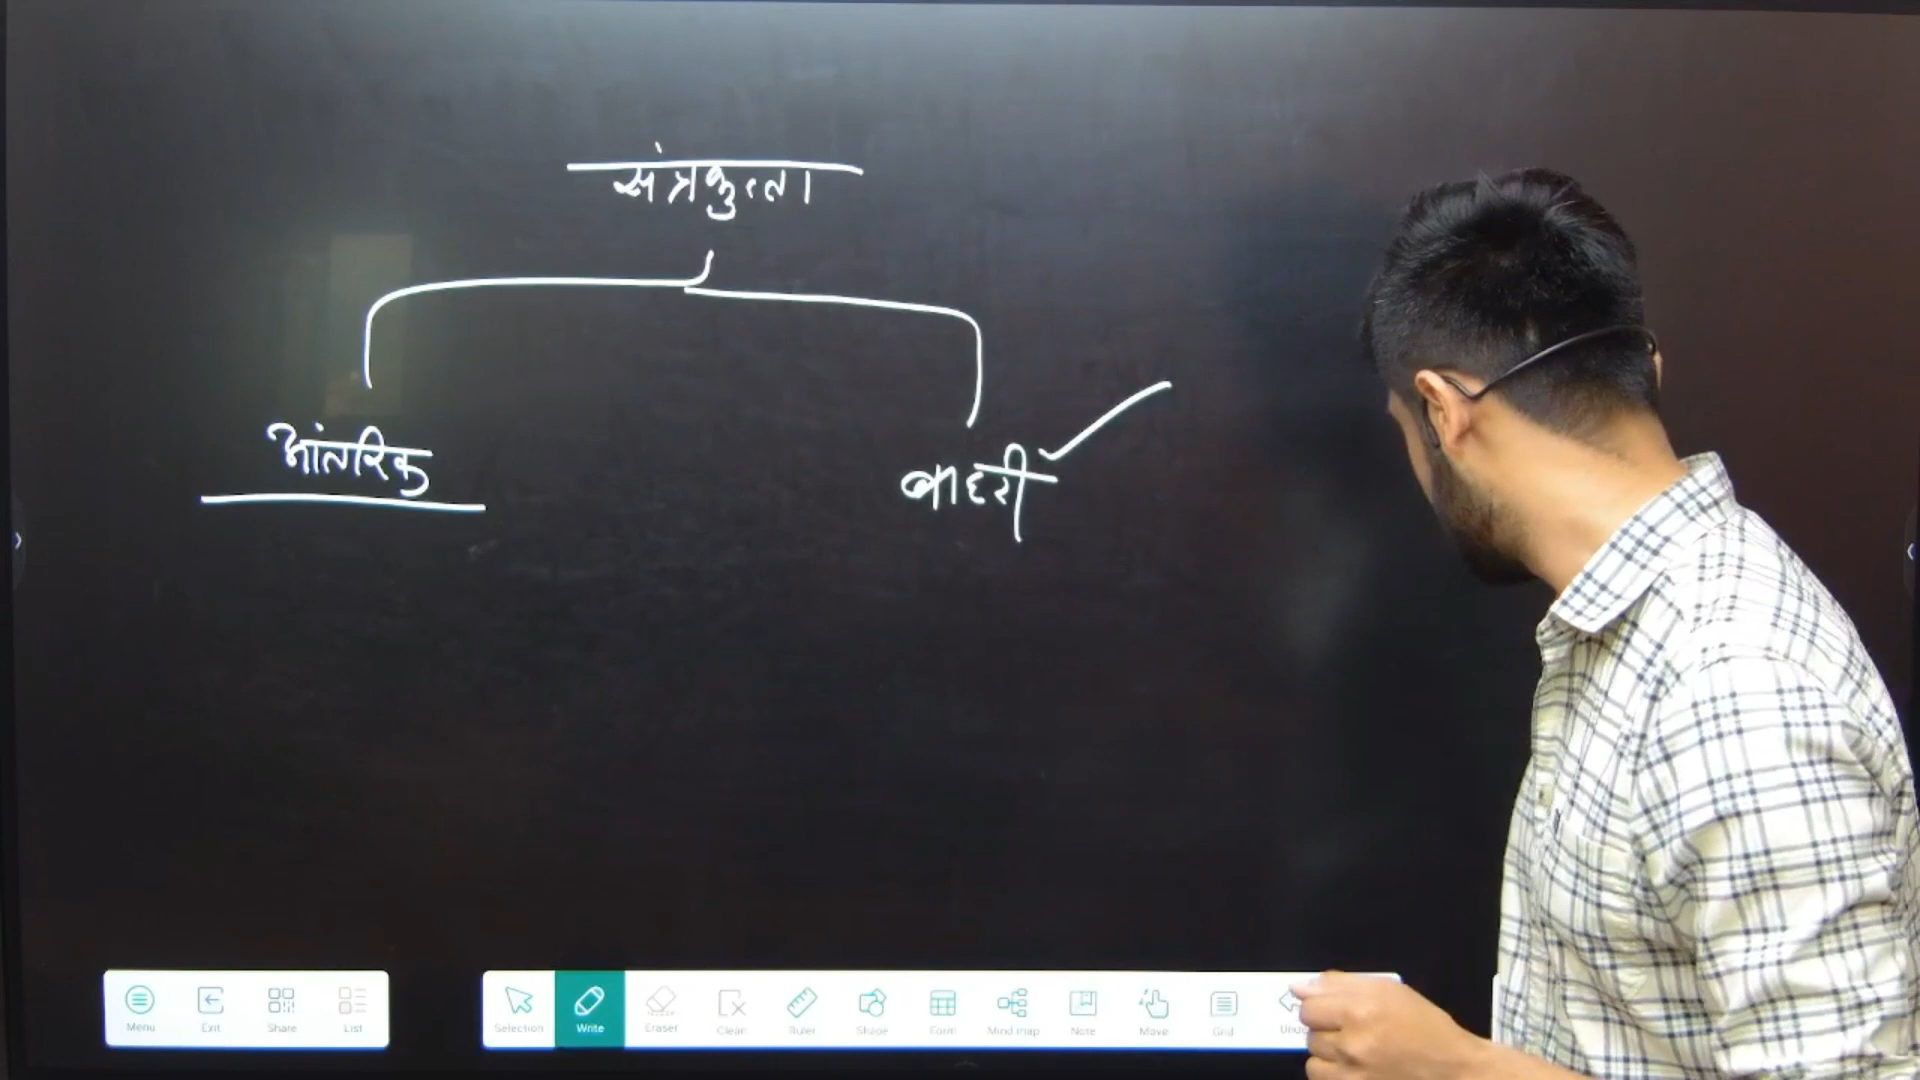 संप्रभुत्ता
आंतरिक
बाहरी
Menu Exit Share List Selection Write Eraser Clean Ruler Shape Form Mind map Note Move Grid Undo